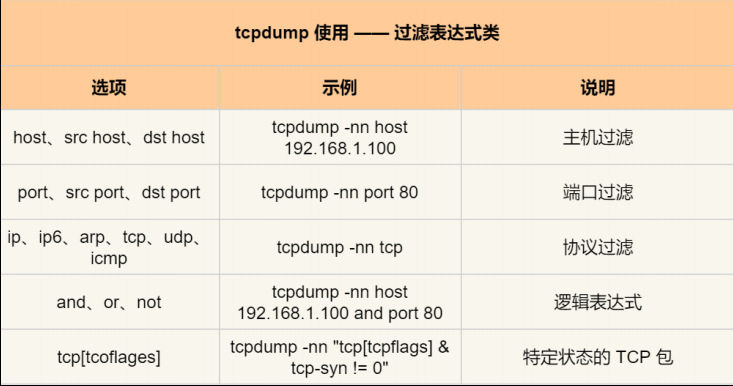 tcpdump 使用 —— 过滤表达式类
选项
示例
说明
host、src host、dst host
tcpdump -nn host
192.168.1.100
主机过滤
port、src port、dst port
tcpdump -nn port 80
端口过滤
ip、ip6、arp、tcp、udp、
icmp
tcpdump -nn tcp
协议过滤
and、or、not
tcpdump -nn host
192.168.1.100 and port 80
逻辑表达式
tcp[tcoflages]
tcpdump -nn "tcp[tcpflags] &
tcp-syn != 0"
特定状态的 TCP 包